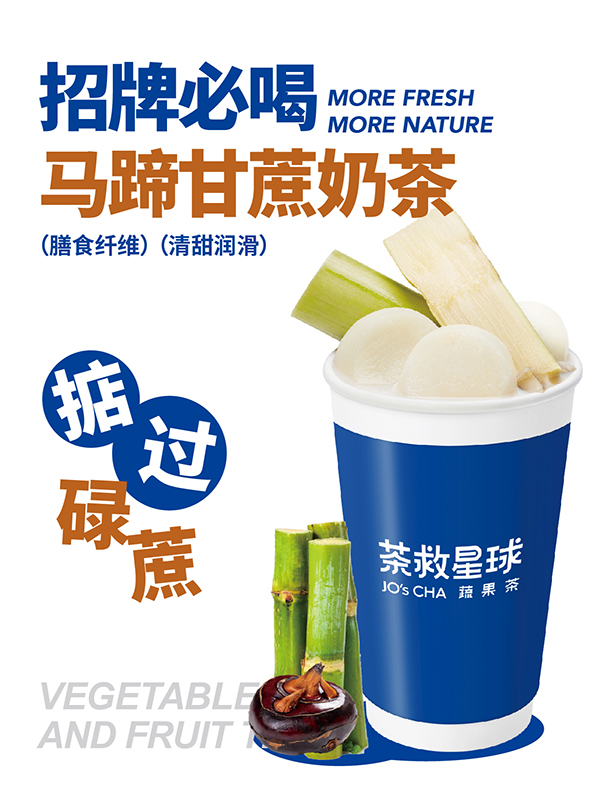 招牌必喝
MORE FRESH
MORE NATURE
马蹄甘蔗奶茶
(膳食纤维) (清甜润滑)
掂过
碌蔗
茶救星球
JO's CHA 蔬果茶
VEGETABLE
AND FRUIT T